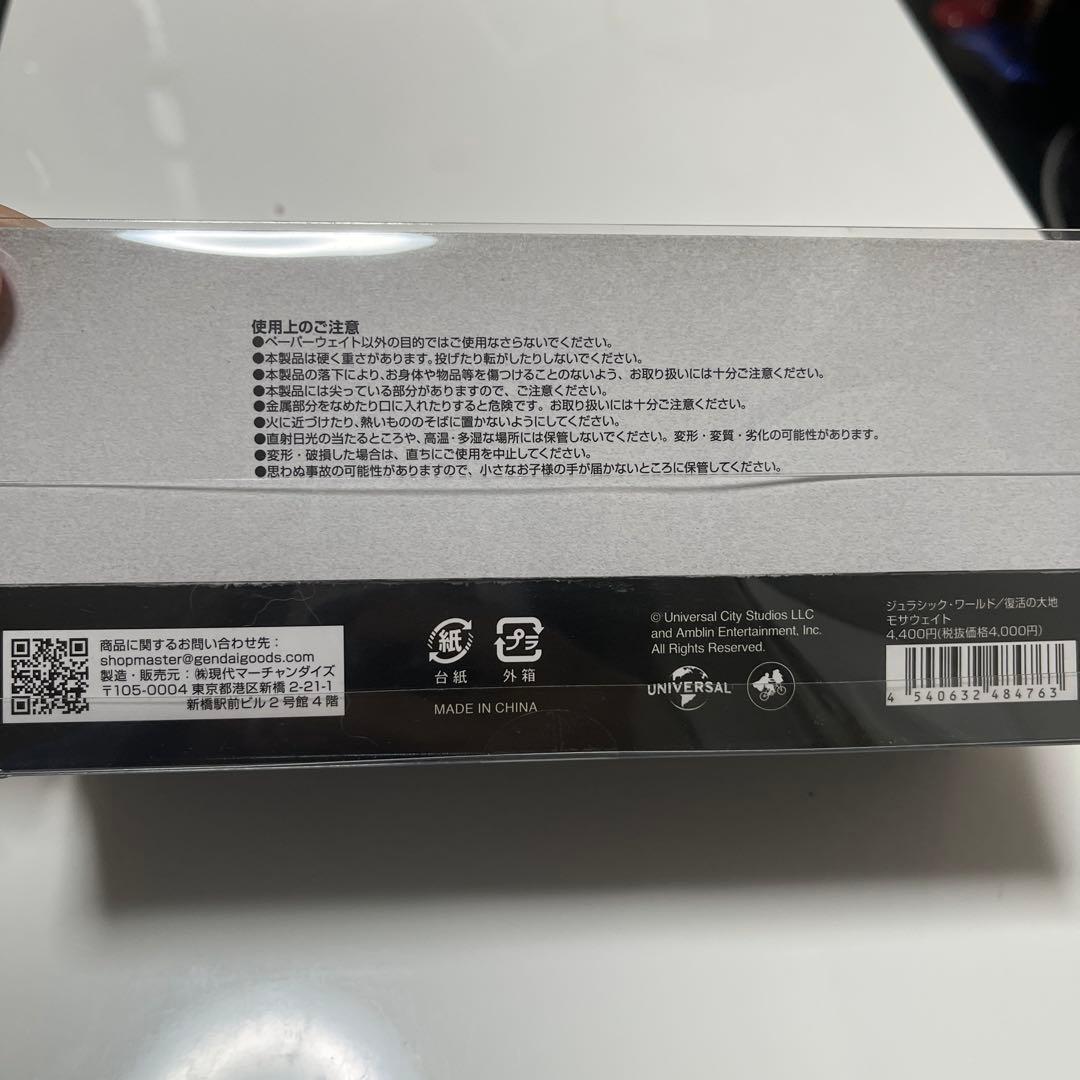 使用上のご注意
●ペーパーウェイト以外の目的ではご使用なさらないでください。
●本製品は硬く重さがあります。投げたり転がしたりしないでください。
●本製品の落下により、お身体や物品等を傷つけることのないよう、お取り扱いには十分ご注意ください。
●本製品には尖っている部分がありますので、ご注意ください。
●金属部分をなめたり口に入れたりすると危険です。お取り扱いには十分ご注意ください。
●火に近づけたり、熱いもののそばに置かないようにしてください。
●直射日光の当たるところや、高温・多湿な場所には保管しないでください。変形・変質・劣化の可能性があります。
●変形・破損した場合は、直ちにご使用を中止してください。
●思わぬ事故の可能性がありますので、小さなお子様の手が届かないところに保管してください。
商品に関するお問い合わせ先：
shopmaster@gendaigoods.com
製造・販売元：㈱現代マーチャンダイズ
〒105-0004 東京都港区新橋 2-21-1
新橋駅前ビル２号館４階
紙
台紙
プラ
外箱
MADE IN CHINA
© Universal City Studios LLC
and Amblin Entertainment, Inc.
All Rights Reserved.
UNIVERSAL
ジュラシック・ワールド／復活の大地
モササウェイト
4,400円(税抜価格4,000円)
4 540632 484763